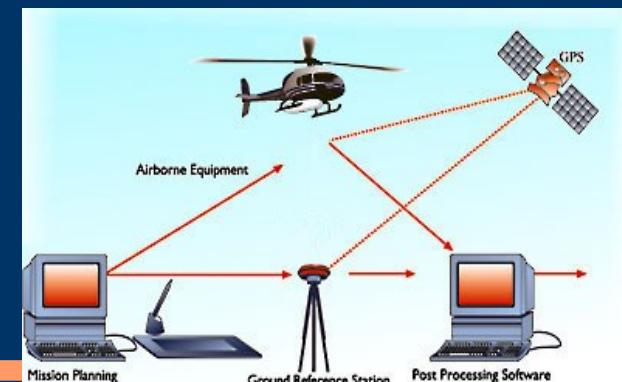 GPS
Airborne Equipment
Mission Planning
Ground Reference Station
Post Processing Software